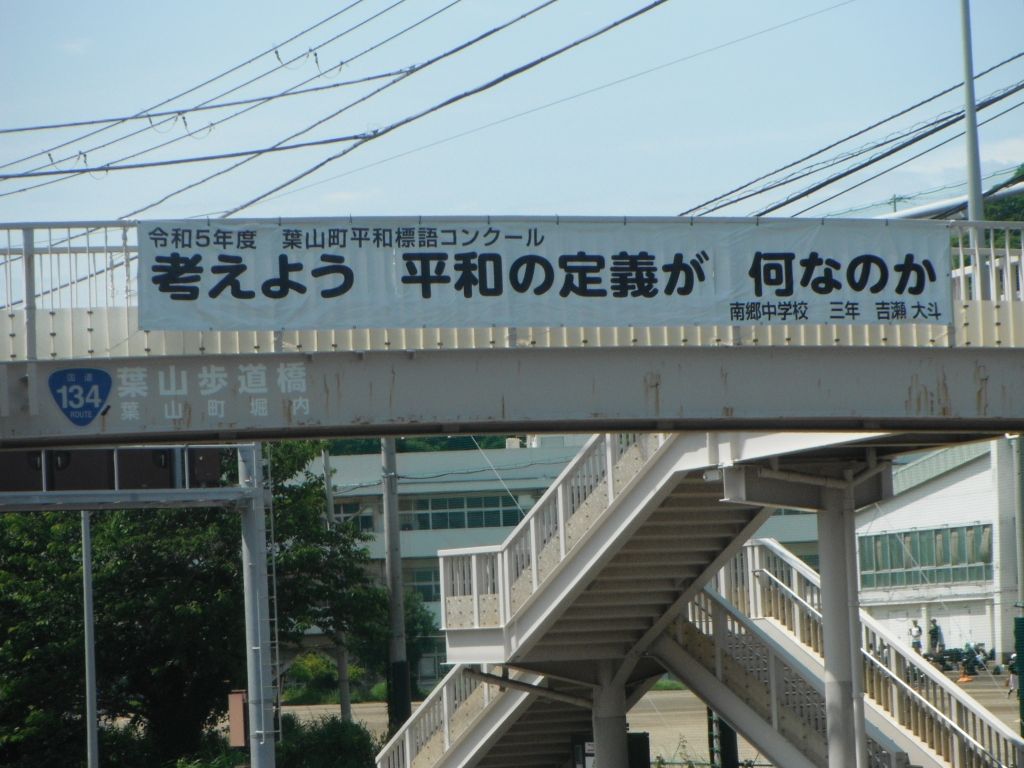 令和5年度 葉山町平和標語コンクール
考えよう 平和の定義が 何なのか
南郷中学校 三年 吉瀬 大斗
国道
134
ROUTE
葉山歩道橋
葉山町堀内